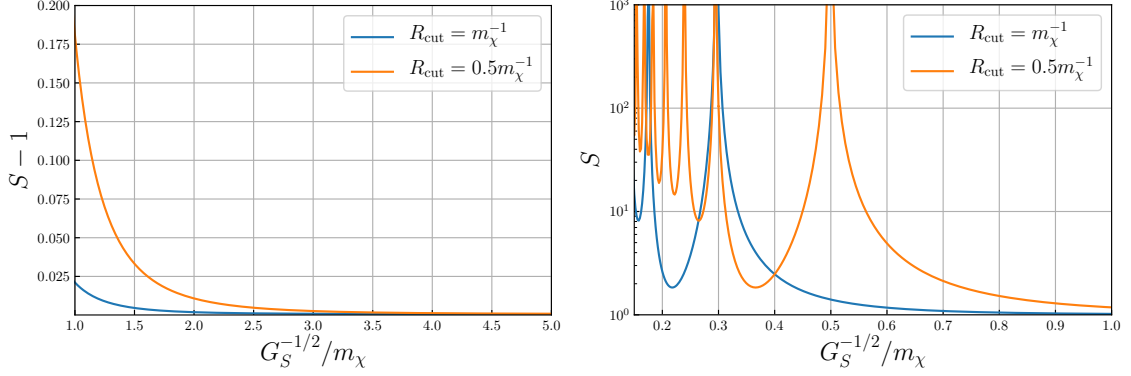 0.200
0.175
0.150
0.125
0.100
0.075
0.050
0.025
S − 1
1.0 1.5 2.0 2.5 3.0 3.5 4.0 4.5 5.0
G_S^{-1/2}/m_χ
R_cut = m_χ^{-1}
R_cut = 0.5m_χ^{-1}
10^3
10^2
10^1
10^0
S
0.2 0.3 0.4 0.5 0.6 0.7 0.8 0.9 1.0
G_S^{-1/2}/m_χ
R_cut = m_χ^{-1}
R_cut = 0.5m_χ^{-1}